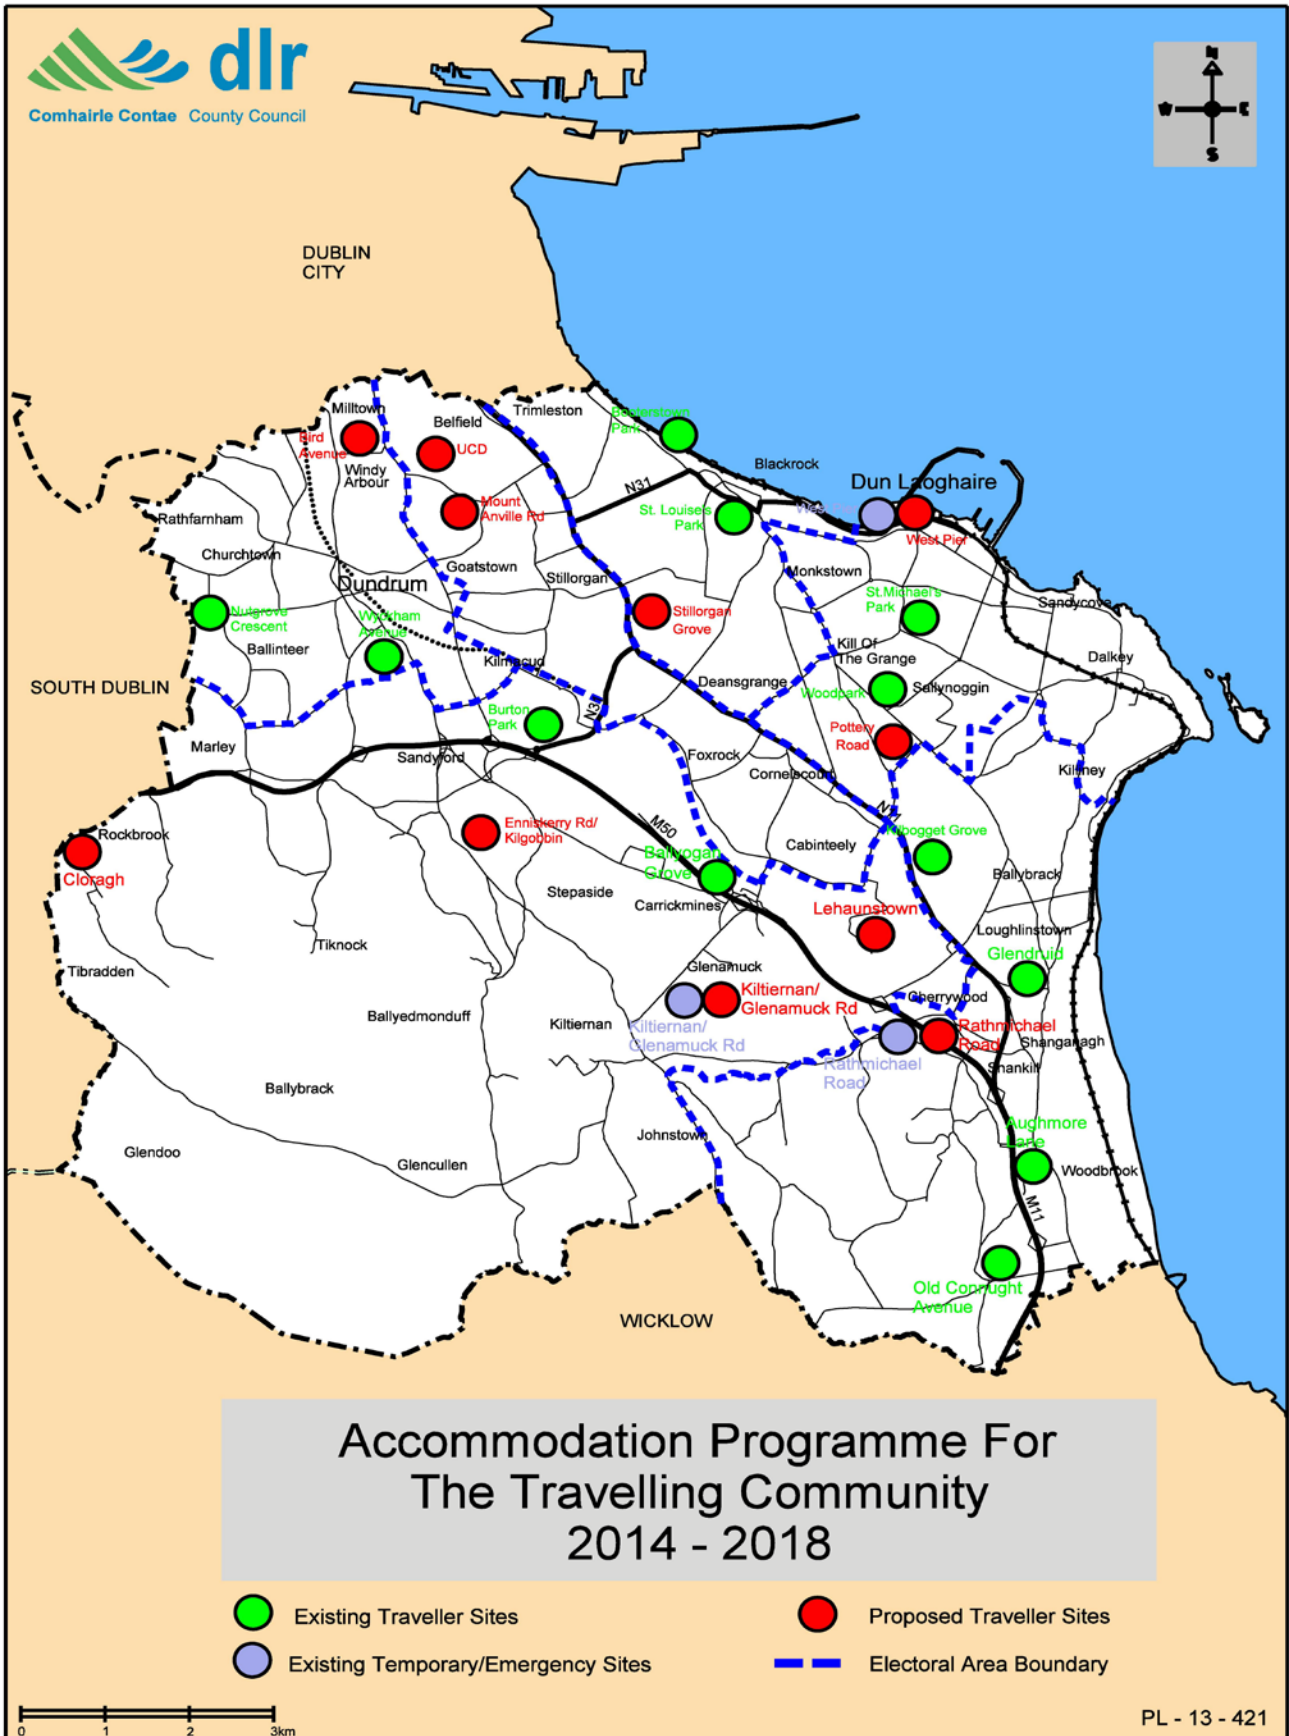 dlr
Comhairle Contae County Council
N
W E
S
DUBLIN
CITY
Milltown
Bird
Avenue
Windy
Arbour
Belfield
UCD
Trimleston
Booterstown
Park
Mount
Anville Rd
N31
Blackrock
St. Louise's
Park
Dun Laoghaire
West Pier
Rathfarnham
Churchtown
Dundrum
Goatstown
Stillorgan
Monkstown
St.Michael's
Park
Sandycove
Nutgrove
Crescent
Wyckham
Avenue
Stillorgan
Grove
Ballinteer
Kilmacud
Kill Of
The Grange
Dalkey
SOUTH DUBLIN
Deansgrange
Woodpark
Sallynoggin
Burton
Park
Pottery
Road
Marley
Sandyford
Foxrock
Cornelscourt
Killiney
Rockbrook
Cloragh
Enniskerry Rd/
Kilgobbin
M50
Kilbogget Grove
Ballyogan
Grove
Cabinteely
Ballybrack
Stepaside
Carrickmines
Lehaunstown
Loughlinstown
Glendruid
Tiknock
Tibradden
Glenamuck
Kiltiernan/
Glenamuck Rd
Cherrywood
Ballyedmonduff
Kiltiernan
Kiltiernan/
Glenamuck Rd
Rathmichael
Road
Rathmichael
Road
Shanganagh
Shankill
Ballybrack
Johnstown
Aughmore
Lane
Glendoo
Glencullen
Woodbrook
M11
Old Connught
Avenue
WICKLOW
Accommodation Programme For
The Travelling Community
2014 - 2018
Existing Traveller Sites
Proposed Traveller Sites
Existing Temporary/Emergency Sites
Electoral Area Boundary
0 1 2 3km
PL - 13 - 421